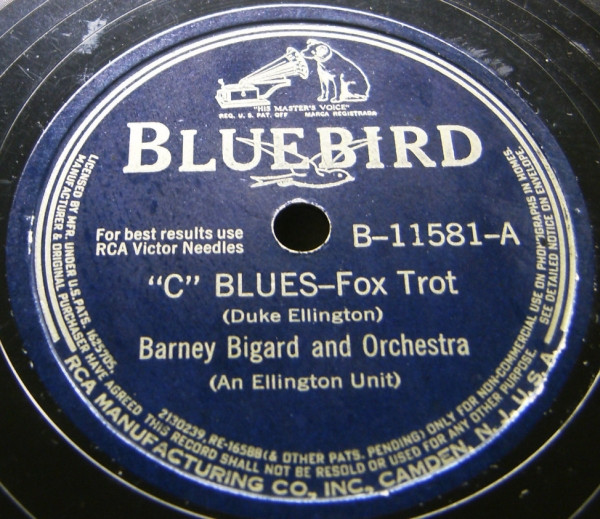 "HIS MASTER'S VOICE"
REG. U. S. PAT. OFF MARCA REGISTRADA
BLUEBIRD
For best results use
RCA Victor Needles
B-11581-A
"C" BLUES-Fox Trot
(Duke Ellington)
Barney Bigard and Orchestra
(An Ellington Unit)
LICENSED BY MFR. UNDER U.S. PATS. 1625705, 2130239, RE-16588 (& OTHER PATS. PENDING) ONLY FOR NON-COMMERCIAL USE ON PHONOGRAPHS IN HOMES.
MANUFACTURER & ORIGINAL PURCHASER HAVE AGREED THIS RECORD SHALL NOT BE RESOLD OR USED FOR ANY OTHER PURPOSE. SEE DETAILED NOTICE ON ENVELOPE.
RCA MANUFACTURING CO., INC., CAMDEN, N. J., U. S. A.